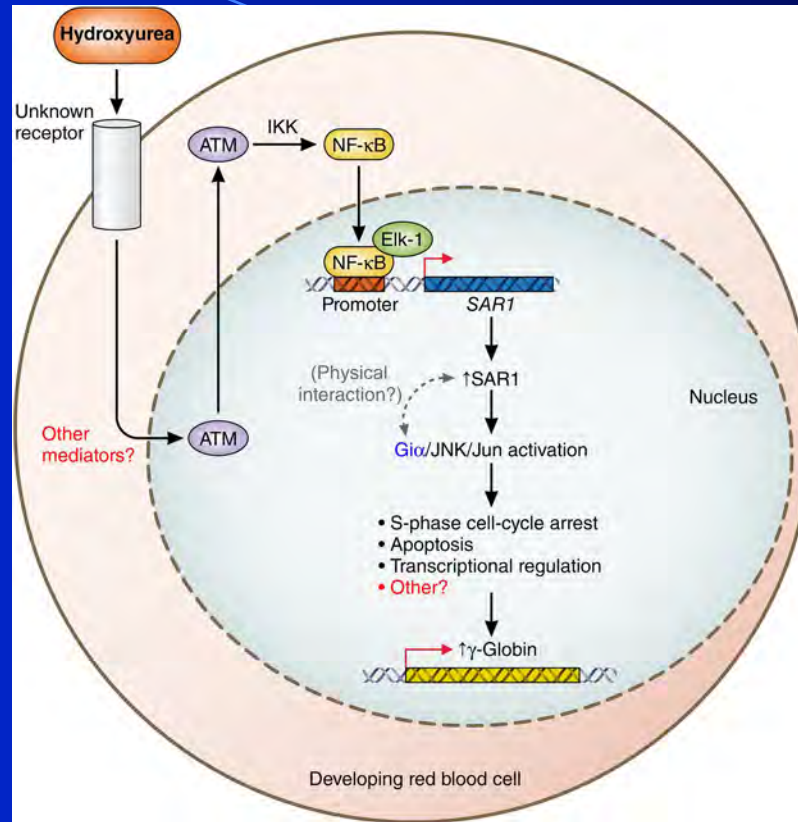 Hydroxyurea
Unknown
receptor
ATM
IKK
NF-κB
Elk-1
NF-κB
Promoter
SAR1
(Physical
interaction?)
↑SAR1
Nucleus
Other
mediators?
ATM
Giα/JNK/Jun activation
• S-phase cell-cycle arrest
• Apoptosis
• Transcriptional regulation
• Other?
↑γ-Globin
Developing red blood cell